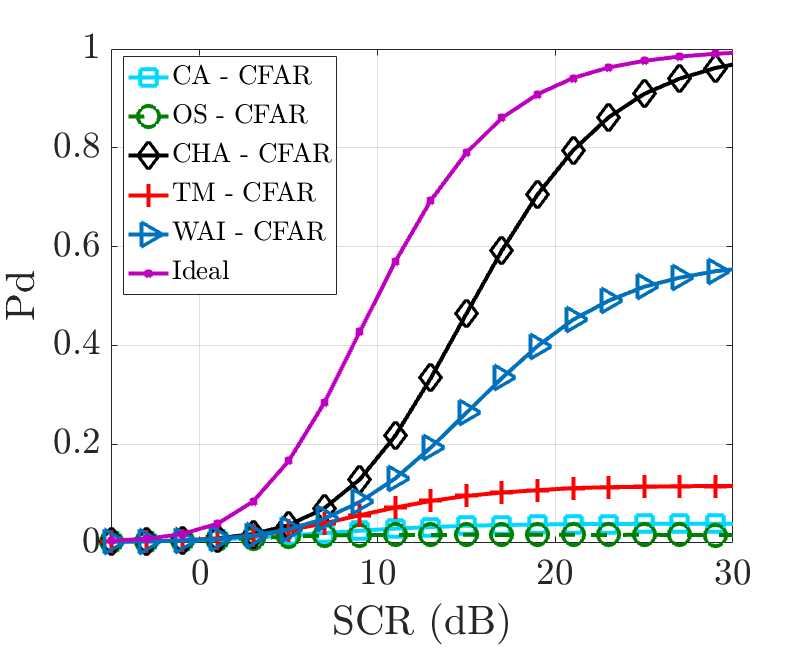 1
0.8
0.6
0.4
0.2
0
Pd
CA - CFAR
OS - CFAR
CHA - CFAR
TM - CFAR
WAI - CFAR
Ideal
0 10 20 30
SCR (dB)